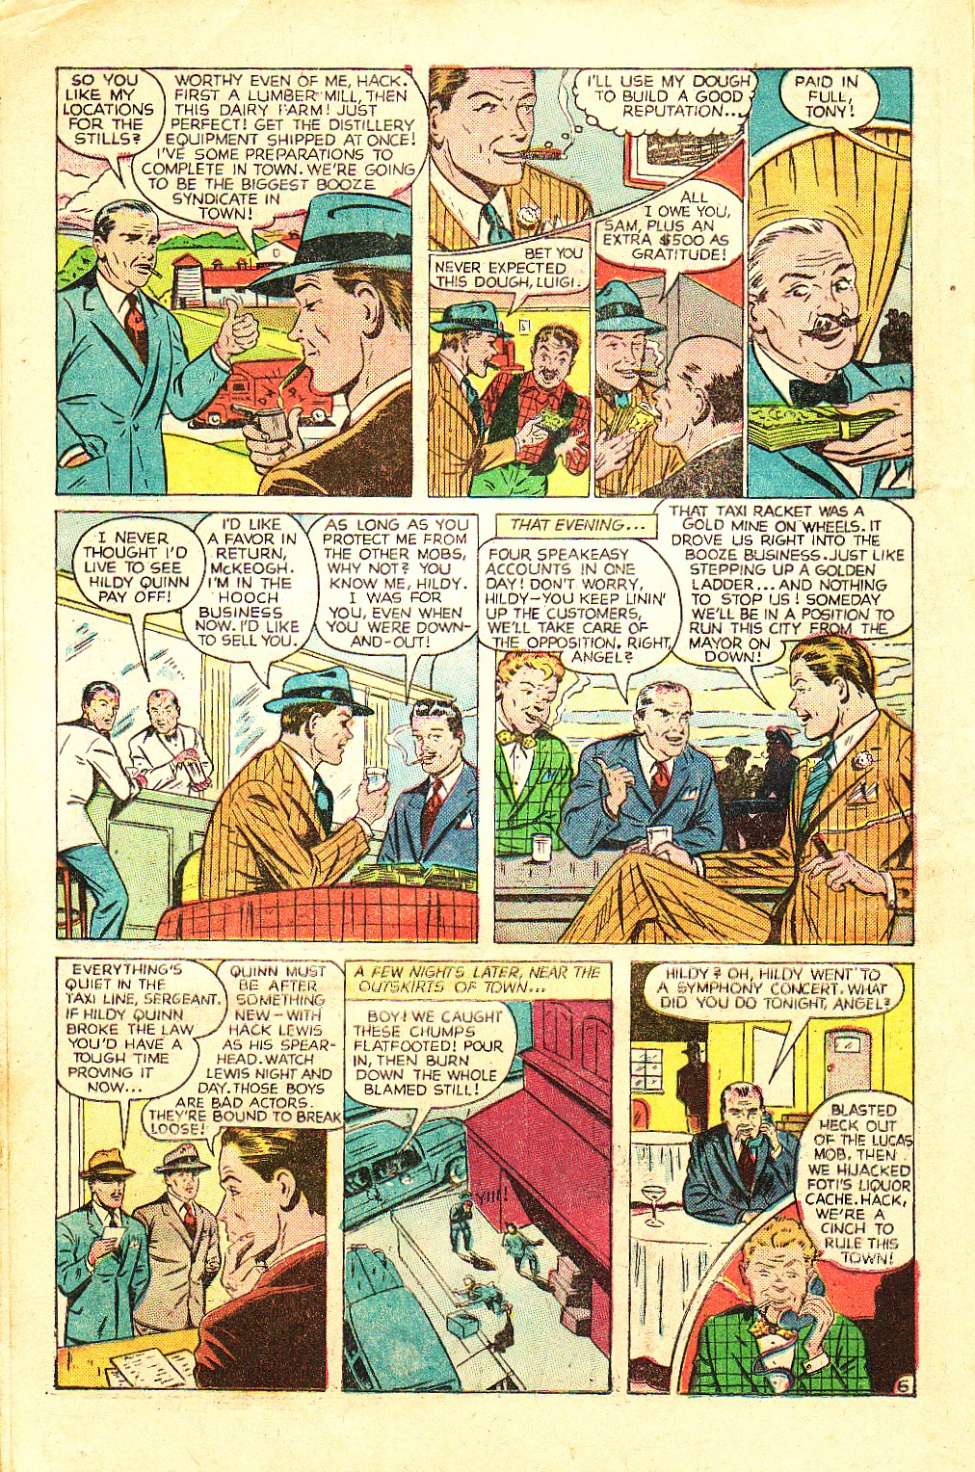 SO YOU
LIKE MY
LOCATIONS
FOR THE
STILLS?
WORTHY EVEN OF ME, HACK.
FIRST A LUMBER MILL, THEN
THIS DAIRY FARM! JUST
PERFECT! GET THE DISTILLERY
EQUIPMENT SHIPPED AT ONCE!
I'VE SOME PREPARATIONS TO
COMPLETE IN TOWN. WE'RE GOING
TO BE THE BIGGEST BOOZE
SYNDICATE IN
TOWN!
MILK
I'LL USE MY DOUGH
TO BUILD A GOOD
REPUTATION...
BET YOU
NEVER EXPECTED
THIS DOUGH, LUIGI.
ALL
I OWE YOU,
SAM, PLUS AN
EXTRA $500 AS
GRATITUDE!
PAID IN
FULL,
TONY!
I NEVER
THOUGHT I'D
LIVE TO SEE
HILDY QUINN
PAY OFF!
I'D LIKE
A FAVOR IN
RETURN,
McKEOGH.
I'M IN THE
HOOCH
BUSINESS
NOW. I'D LIKE
TO SELL YOU.
AS LONG AS YOU
PROTECT ME FROM
THE OTHER MOBS,
WHY NOT? YOU
KNOW ME, HILDY.
I WAS FOR
YOU, EVEN WHEN
YOU WERE DOWN-
AND-OUT!
THAT EVENING...
FOUR SPEAKEASY
ACCOUNTS IN ONE
DAY! DON'T WORRY,
HILDY-YOU KEEP LININ'
UP THE CUSTOMERS,
WE'LL TAKE CARE OF
THE OPPOSITION. RIGHT,
ANGEL?
THAT TAXI RACKET WAS A
GOLD MINE ON WHEELS. IT
DROVE US RIGHT INTO THE
BOOZE BUSINESS. JUST LIKE
STEPPING UP A GOLDEN
LADDER... AND NOTHING
TO STOP US! SOMEDAY
WE'LL BE IN A POSITION TO
RUN THIS CITY FROM THE
MAYOR ON
DOWN!
EVERYTHING'S
QUIET IN THE
TAXI LINE, SERGEANT.
IF HILDY QUINN
BROKE THE LAW
YOU'D HAVE A
TOUGH TIME
PROVING IT
NOW...
QUINN MUST
BE AFTER
SOMETHING
NEW-WITH
HACK LEWIS
AS HIS SPEAR-
HEAD. WATCH
LEWIS NIGHT AND
DAY. THOSE BOYS
ARE BAD ACTORS.
THEY'RE BOUND TO BREAK
LOOSE!
A FEW NIGHTS LATER, NEAR THE
OUTSKIRTS OF TOWN...
BOY! WE CAUGHT
THESE CHUMPS
FLATFOOTED! POUR
IN, THEN BURN
DOWN THE WHOLE
BLAMED STILL!
YIII!
HILDY? OH, HILDY WENT TO
A SYMPHONY CONCERT. WHAT
DID YOU DO TONIGHT, ANGEL?
BLASTED
HECK OUT
OF THE LUCAS
MOB, THEN
WE HIJACKED
FOTI'S LIQUOR
CACHE. HACK,
WE'RE A
CINCH TO
RULE THIS
TOWN!
6